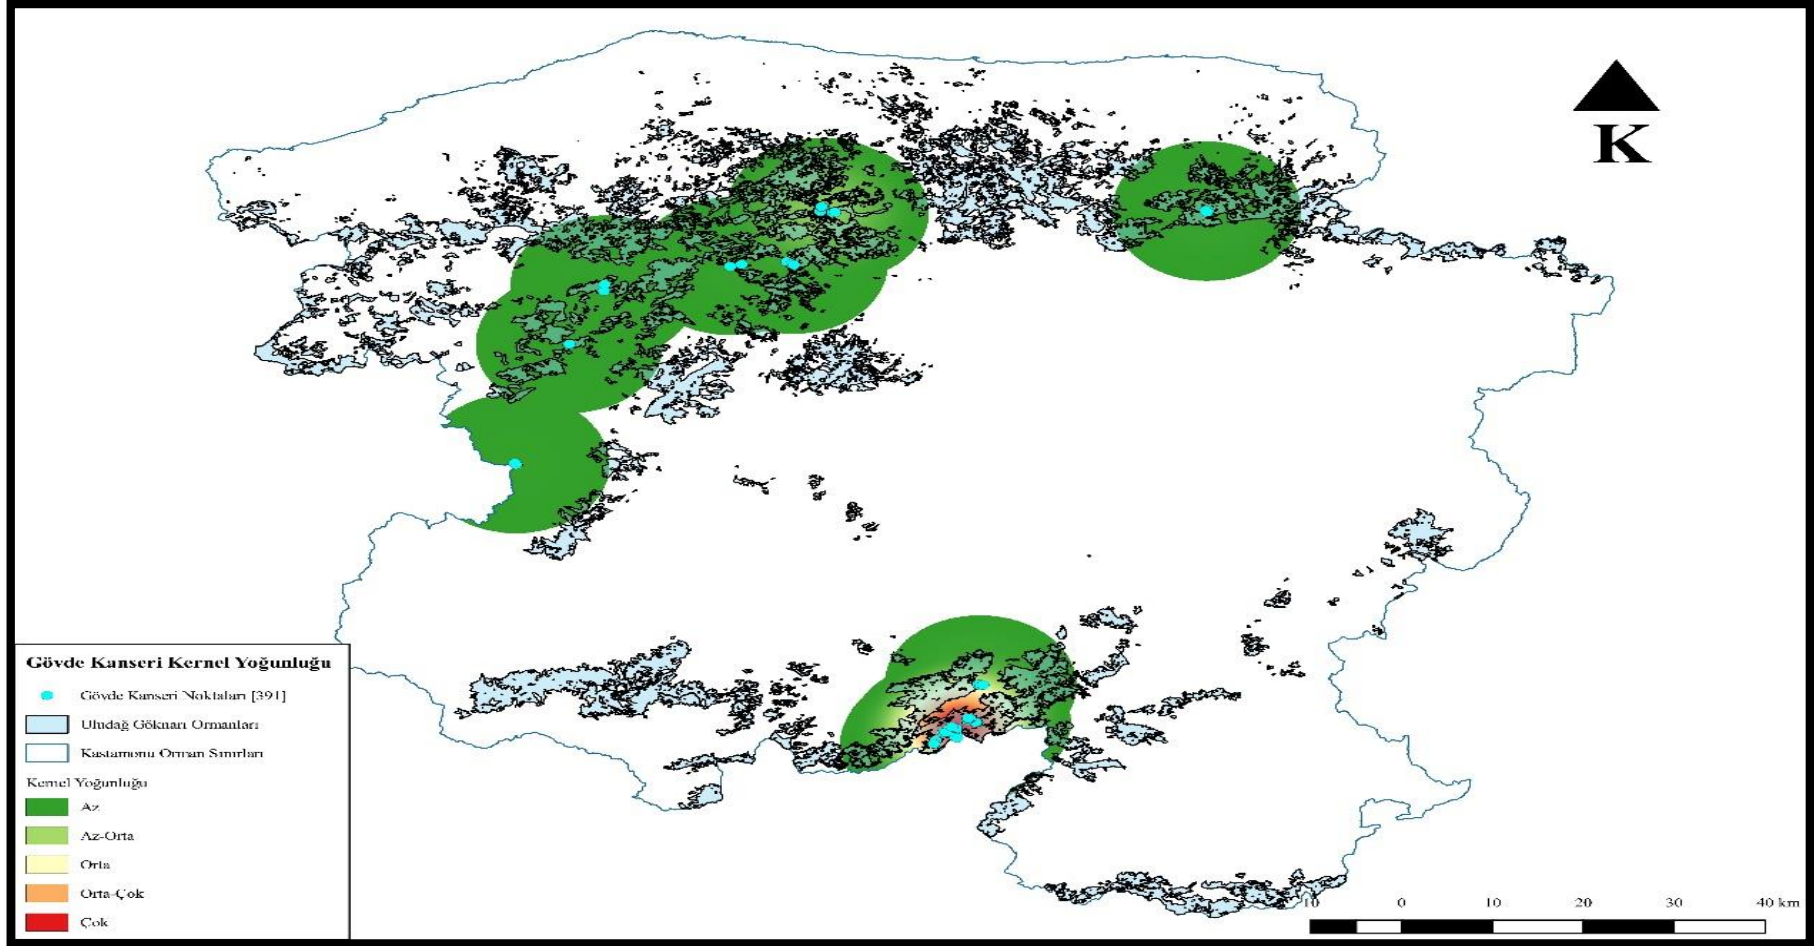 K
Gövde Kanseri Kernel Yoğunluğu
Gövde Kanseri Noktaları [391]
Uludağ Göknarı Ormanları
Kastamonu Orman Sınırları
Kernel Yoğunluğu
Az
Az-Orta
Orta
Orta-Çok
Çok
10 0 10 20 30 40 km